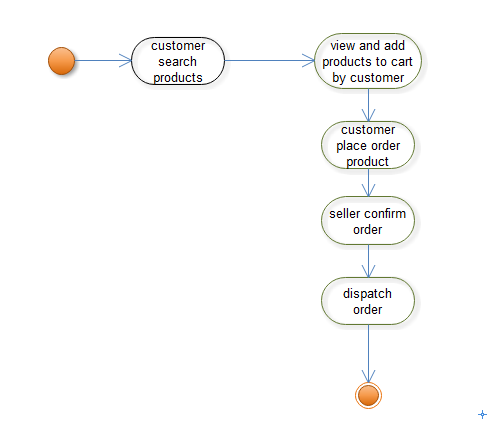 customer
search
products
view and add
products to cart
by customer
customer
place order
product
seller confirm
order
dispatch
order